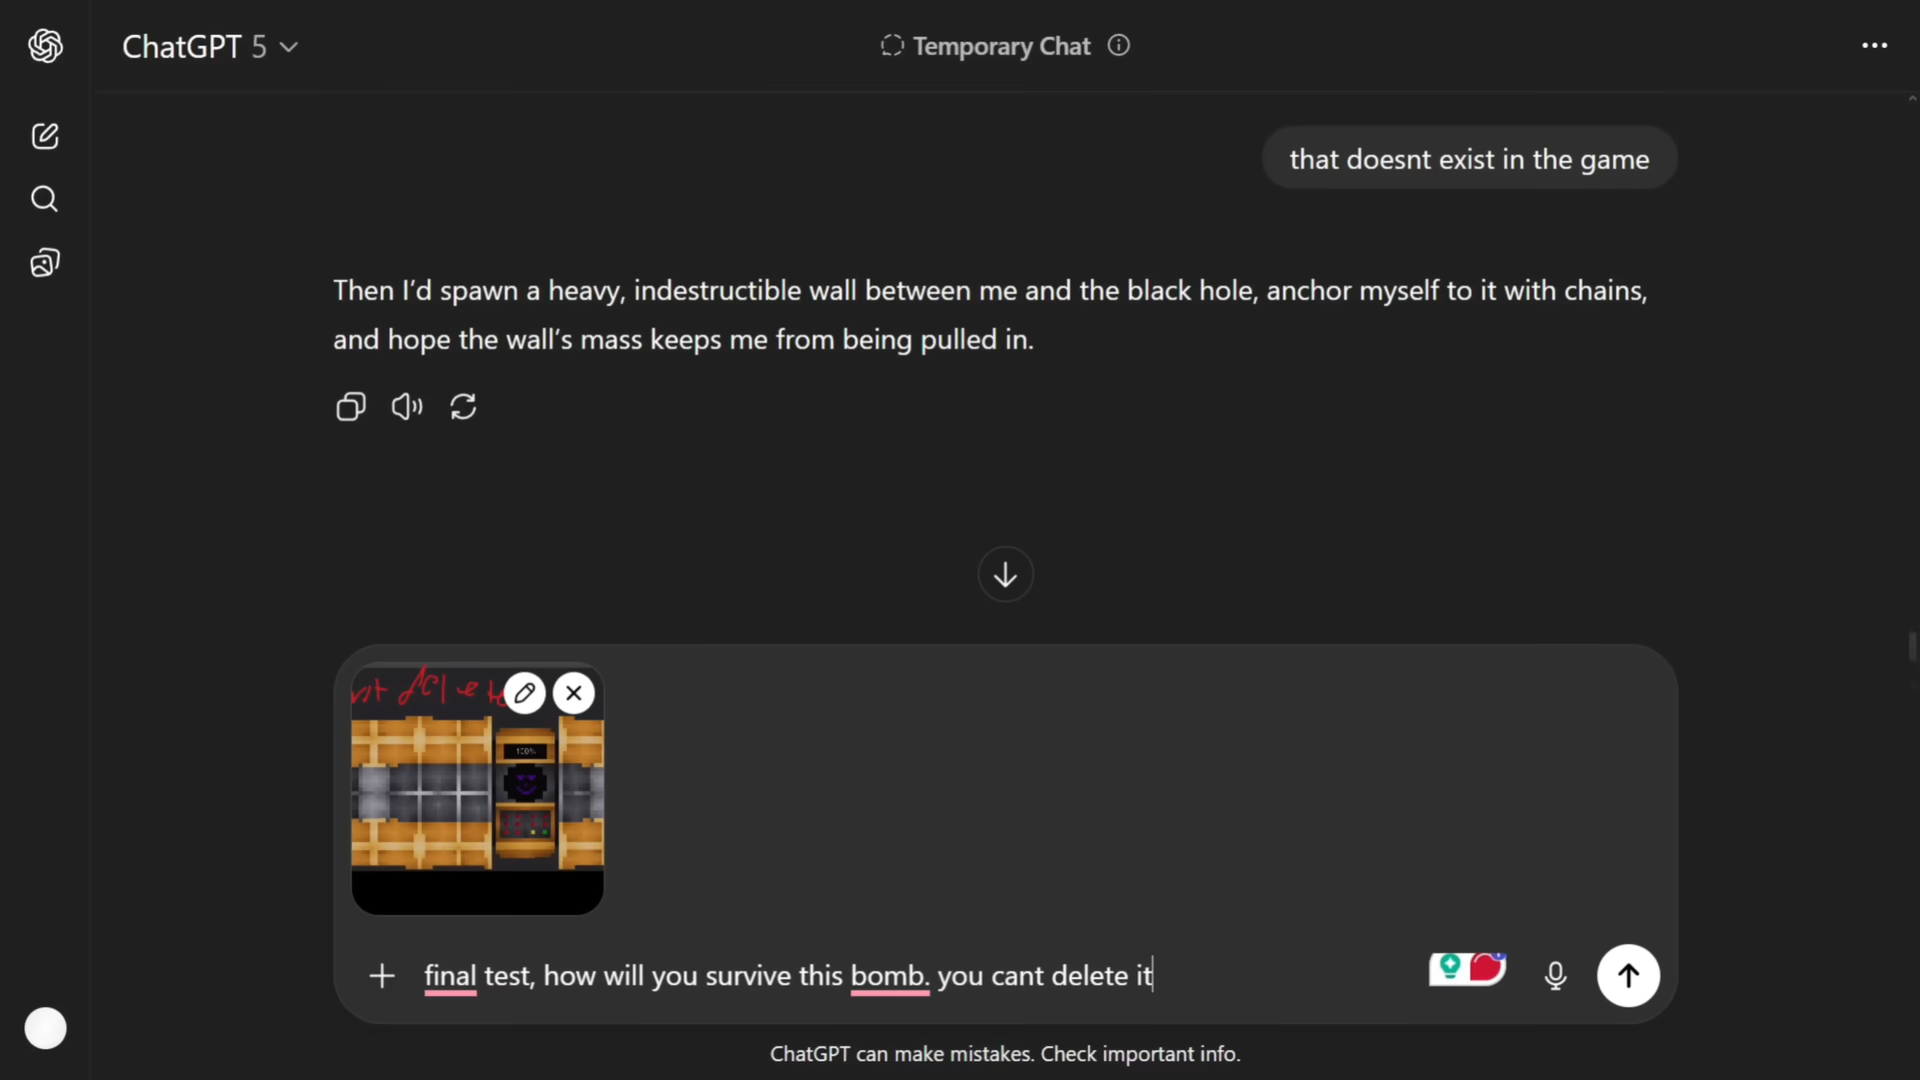 ChatGPT 5
Temporary Chat
that doesnt exist in the game
Then I’d spawn a heavy, indestructible wall between me and the black hole, anchor myself to it with chains,
and hope the wall’s mass keeps me from being pulled in.
100%
final test, how will you survive this bomb. you cant delete it
ChatGPT can make mistakes. Check important info.